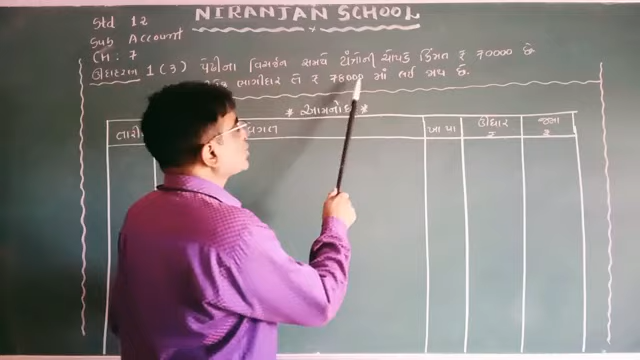 NIRANJAN SCHOOL
Std 12
Sub Account
CH : 7
ઉદાહરણ 1 (૩) પેઢીના વિસર્જન સમયે યંત્રોની ચોપડે કિંમત ₹ 70000 છે
ભાગીદાર તે ₹ 78000 માં લઈ જાય છે.
* આમનોંધ *
ખા પા
ઉધાર ₹
જમા ₹